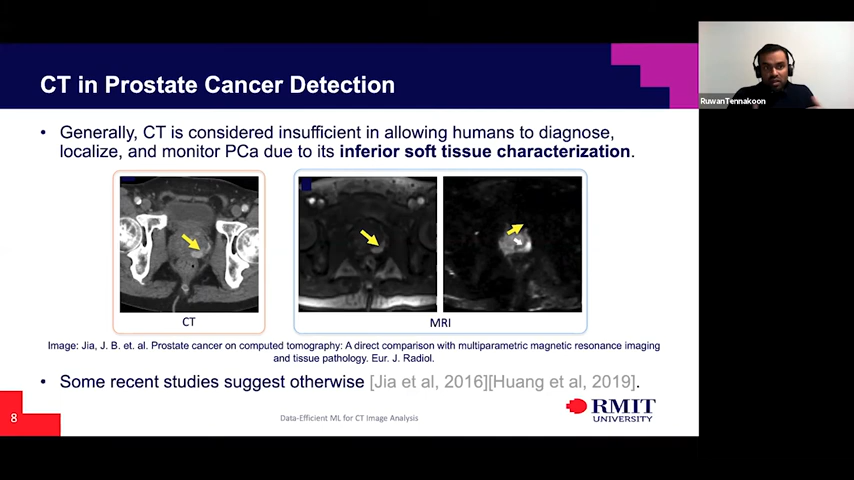 CT in Prostate Cancer Detection
RuwanTennakoon
• Generally, CT is considered insufficient in allowing humans to diagnose,
localize, and monitor PCa due to its inferior soft tissue characterization.
CT
MRI
Image: Jia, J. B. et. al. Prostate cancer on computed tomography: A direct comparison with multiparametric magnetic resonance imaging
and tissue pathology. Eur. J. Radiol.
• Some recent studies suggest otherwise [Jia et al, 2016][Huang et al, 2019].
8
Data-Efficient ML for CT Image Analysis
RMIT
UNIVERSITY